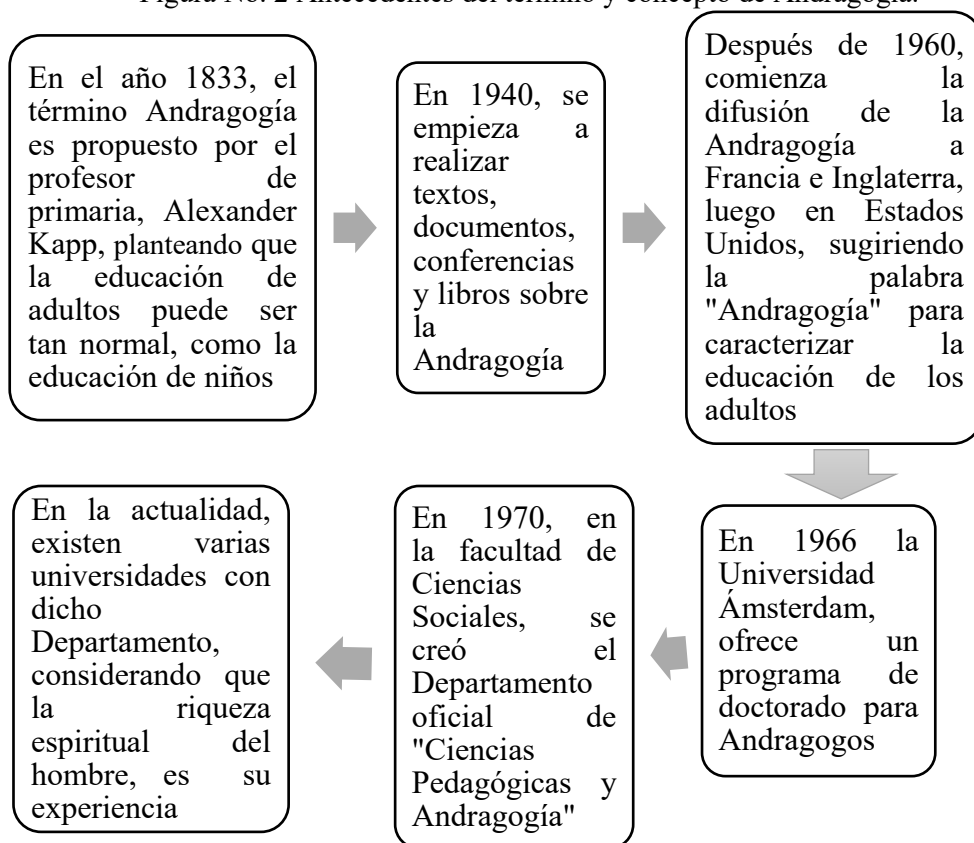 Figura No. 2 Antecedentes del término y concepto de Andragogía.
En el año 1833, el
término Andragogía
es propuesto por el
profesor de
primaria, Alexander
Kapp, planteando que
la educación de
adultos puede ser
tan normal, como la
educación de niños
En 1940, se
empieza a
realizar
textos,
documentos,
conferencias
y libros sobre
la
Andragogía
Después de 1960,
comienza la
difusión de la
Andragogía a
Francia e Inglaterra,
luego en Estados
Unidos, sugiriendo
la palabra
"Andragogía" para
caracterizar la
educación de los
adultos
En 1966 la
Universidad
Ámsterdam,
ofrece un
programa de
doctorado para
Andragogos
En 1970, en
la facultad de
Ciencias
Sociales, se
creó el
Departamento
oficial de
"Ciencias
Pedagógicas y
Andragogía"
En la actualidad,
existen varias
universidades con
dicho
Departamento,
considerando que
la riqueza
espiritual del
hombre, es su
experiencia